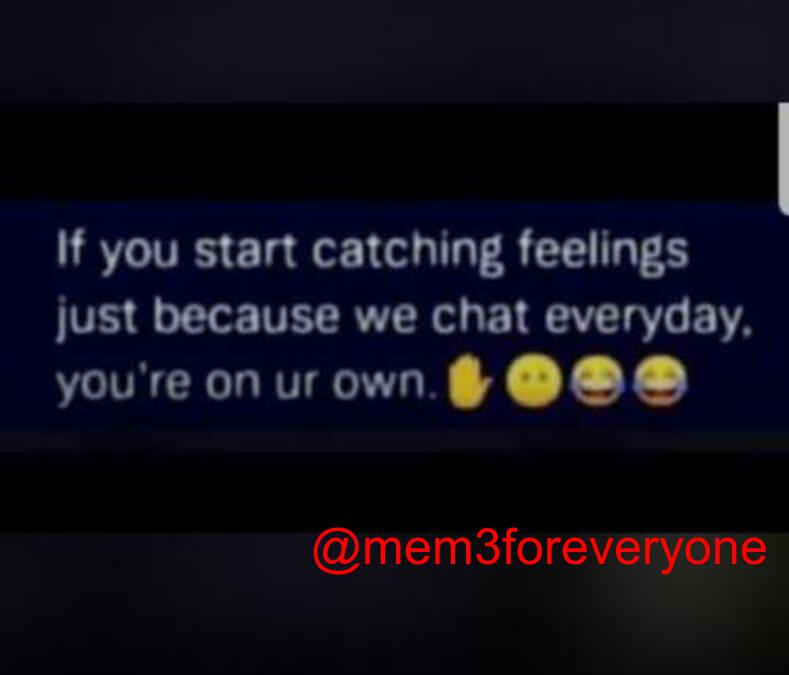 If you start catching feelings
just because we chat everyday,
you're on ur own.✋😶😂😂
@mem3foreveryone